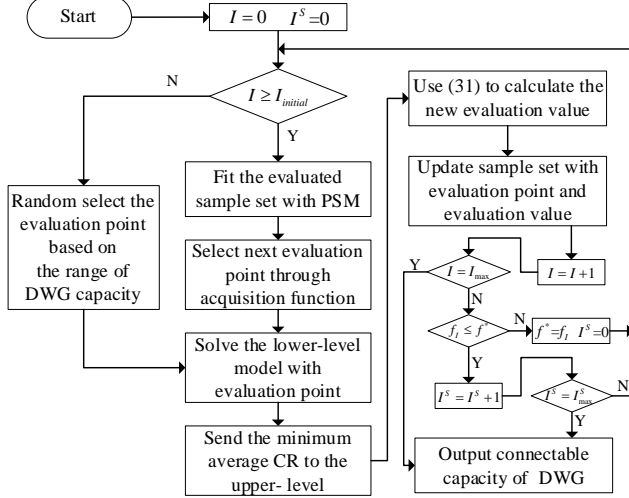 Start
I = 0   I^S = 0
N
I ≥ I_initial
Y
Random select the
evaluation point
based on
the range of
DWG capacity
Fit the evaluated
sample set with PSM
Select next evaluation
point through
acquisition function
Solve the lower-level
model with
evaluation point
Send the minimum
average CR to the
upper- level
Use (31) to calculate the
new evaluation value
Update sample set with
evaluation point and
evaluation value
I = I + 1
Y
I = I_max
N
f_I ≤ f^*
N
f^*=f_I   I^S=0
Y
I^S = I^S + 1
I^S = I^S_max
N
Y
Output connectable
capacity of DWG